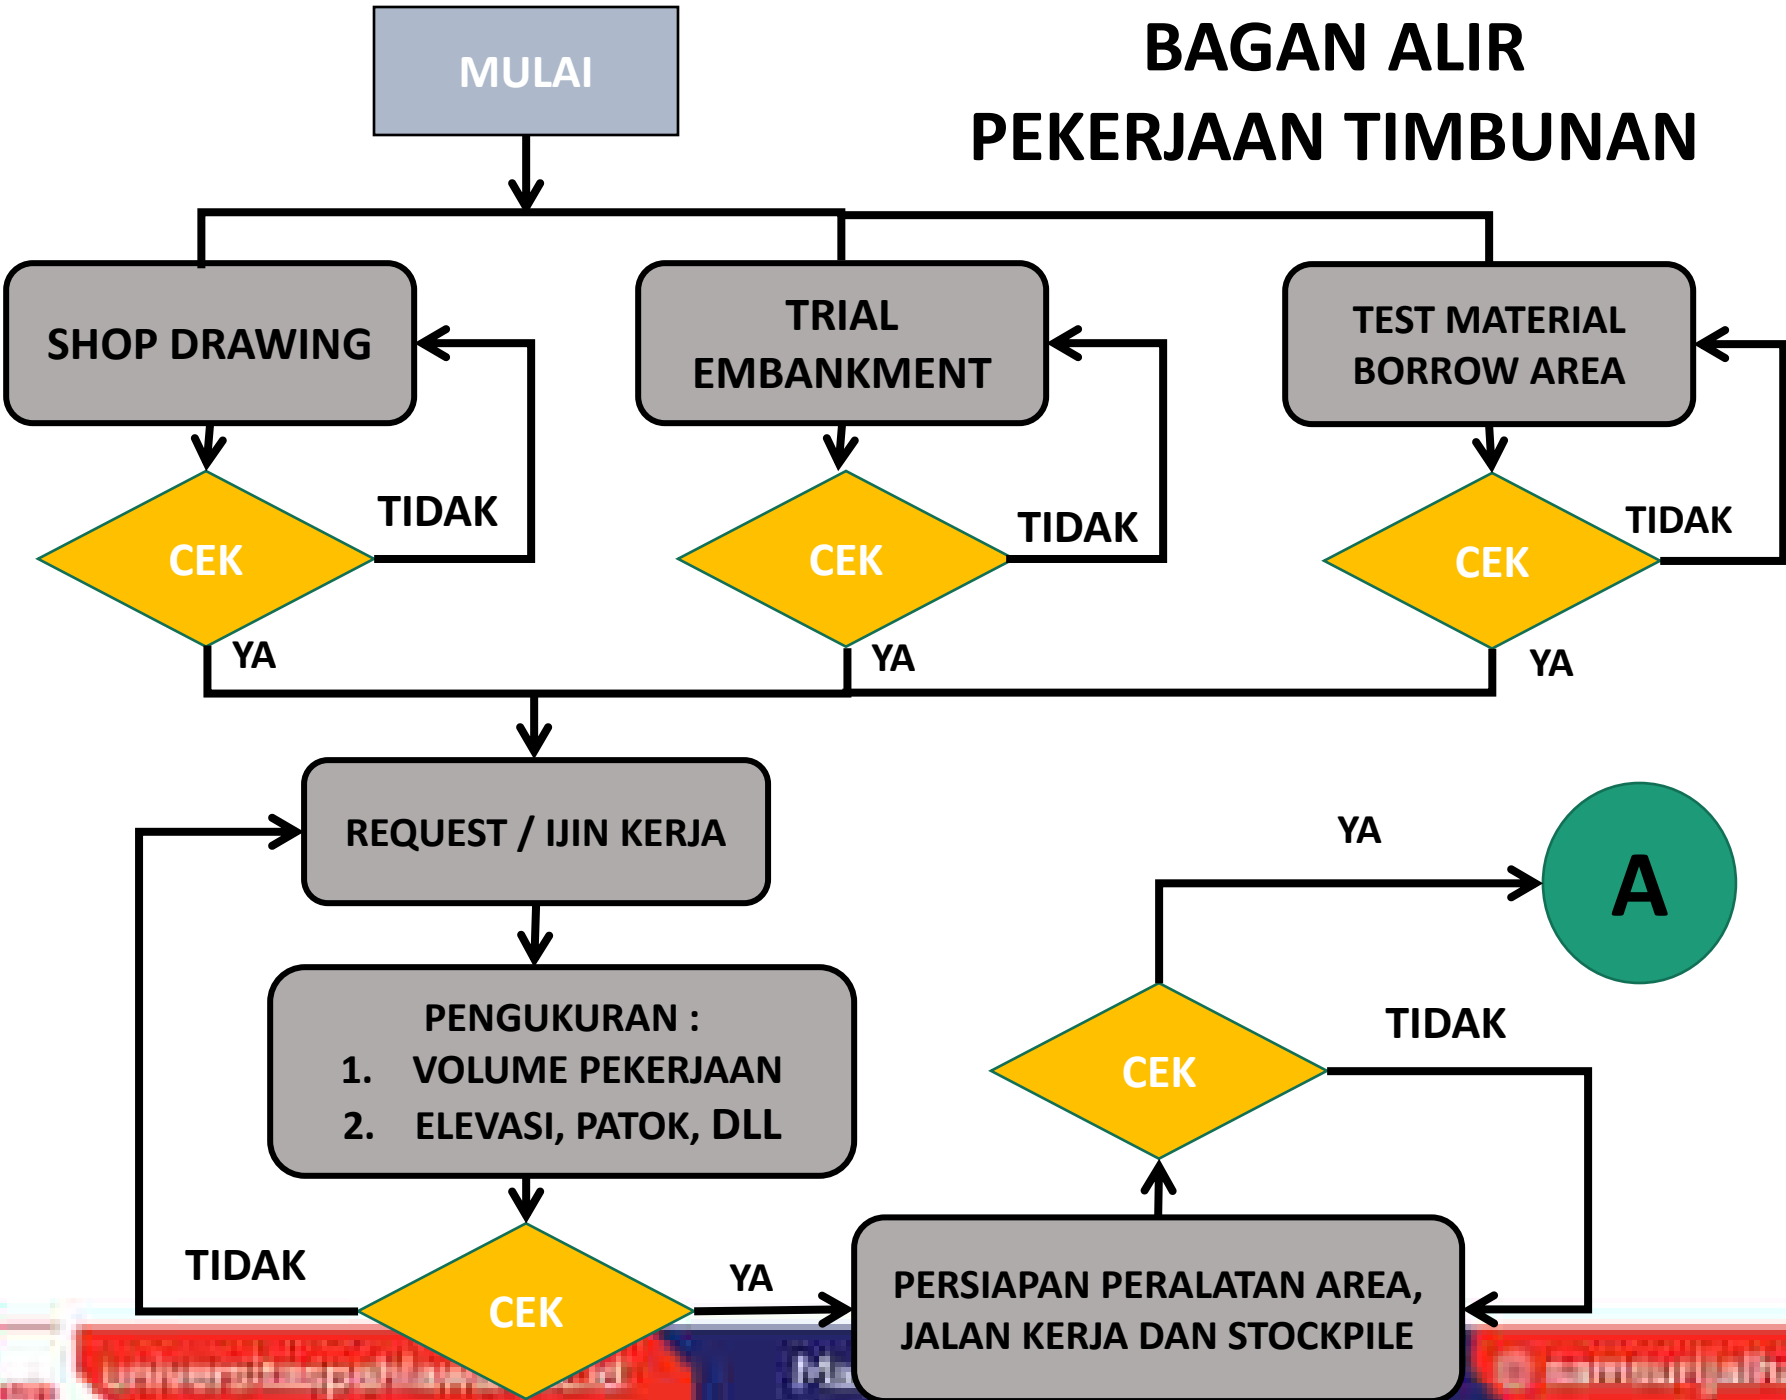 BAGAN ALIR
PEKERJAAN TIMBUNAN
MULAI
SHOP DRAWING
TRIAL
EMBANKMENT
TEST MATERIAL
BORROW AREA
CEK
TIDAK
CEK
TIDAK
CEK
TIDAK
YA
YA
YA
REQUEST / IJIN KERJA
YA
A
PENGUKURAN :
1. VOLUME PEKERJAAN
2. ELEVASI, PATOK, DLL
CEK
TIDAK
TIDAK
CEK
YA
PERSIAPAN PERALATAN AREA,
JALAN KERJA DAN STOCKPILE